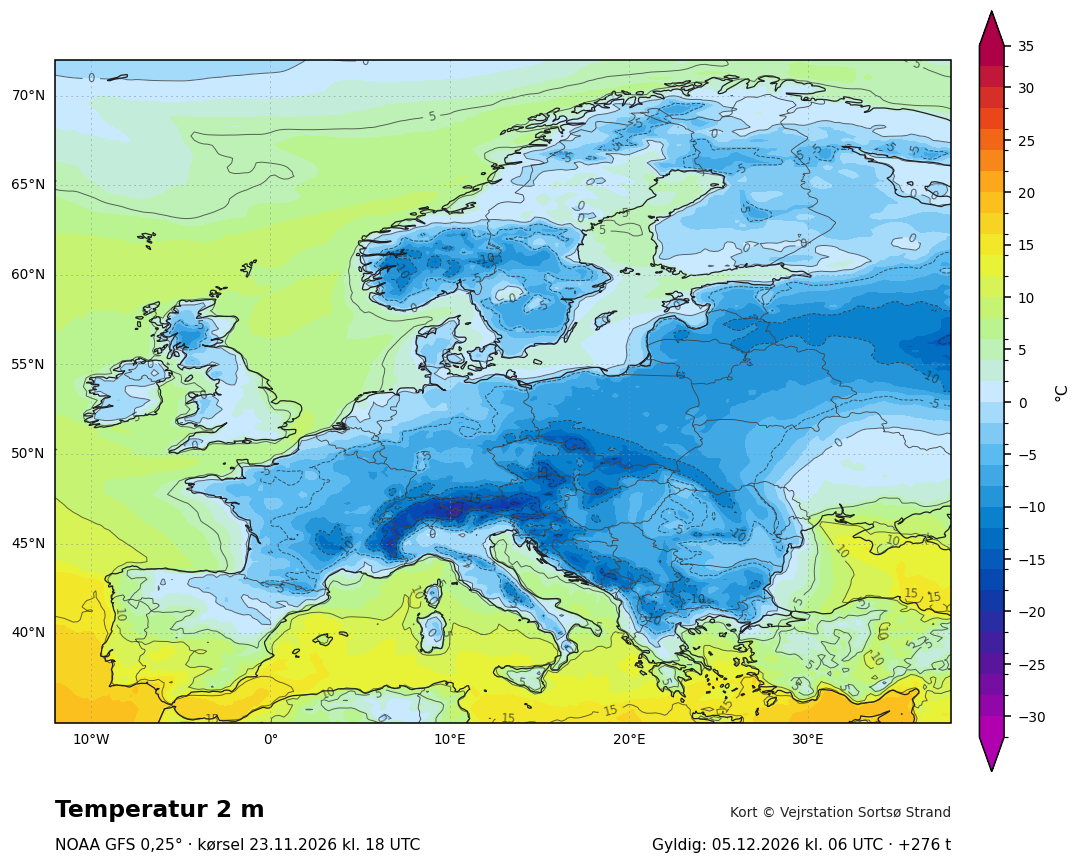 70°N
65°N
60°N
55°N
50°N
45°N
40°N
10°W
0°
10°E
20°E
30°E
35
30
25
20
15
10
5
0
−5
−10
−15
−20
−25
−30
°C
Temperatur 2 m
Kort © Vejrstation Sortsø Strand
NOAA GFS 0,25° · kørsel 23.11.2026 kl. 18 UTC
Gyldig: 05.12.2026 kl. 06 UTC · +276 t